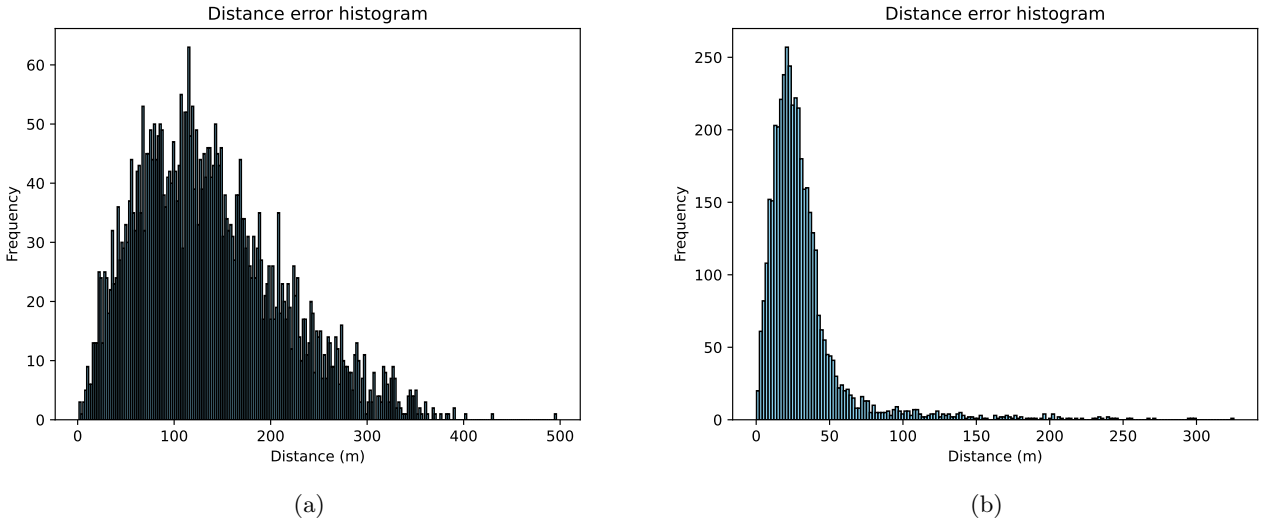 Distance error histogram
Frequency
60
50
40
30
20
10
0
0 100 200 300 400 500
Distance (m)
(a)
Distance error histogram
Frequency
250
200
150
100
50
0
0 50 100 150 200 250 300
Distance (m)
(b)